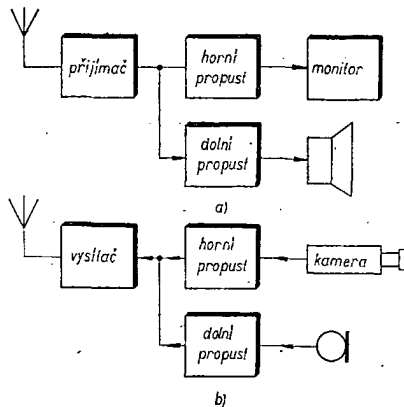 přijímač
horní
propust
monitor
dolní
propust
a)
vysílač
horní
propust
kamera
dolní
propust
b)